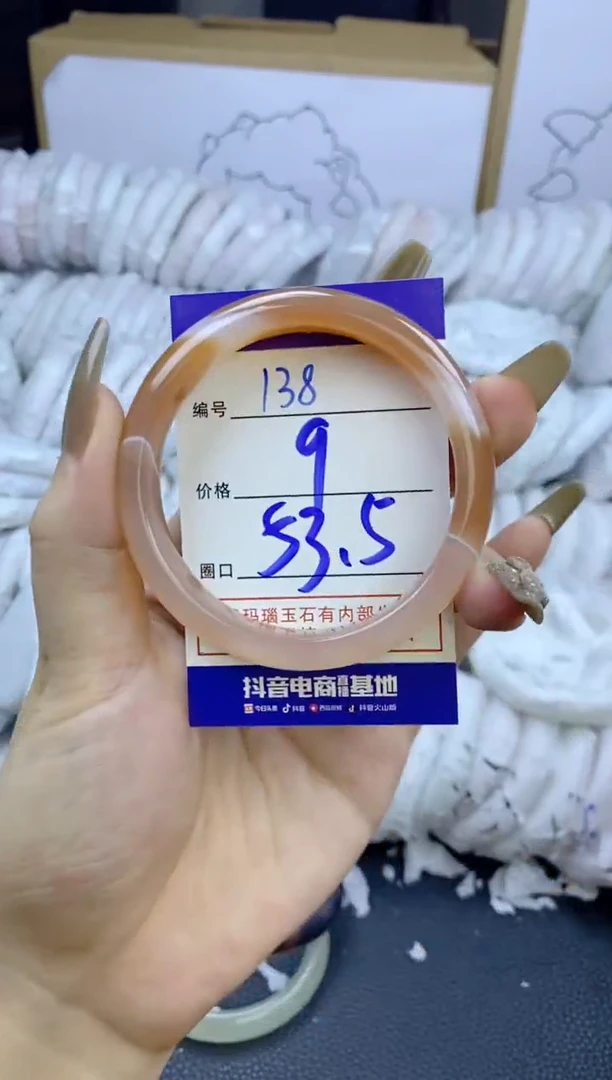 编号 138
价格 9
圈口 53.5
玛瑙玉石有内部
抖音电商直播基地
今日头条 抖音 西瓜视频 抖音火山版